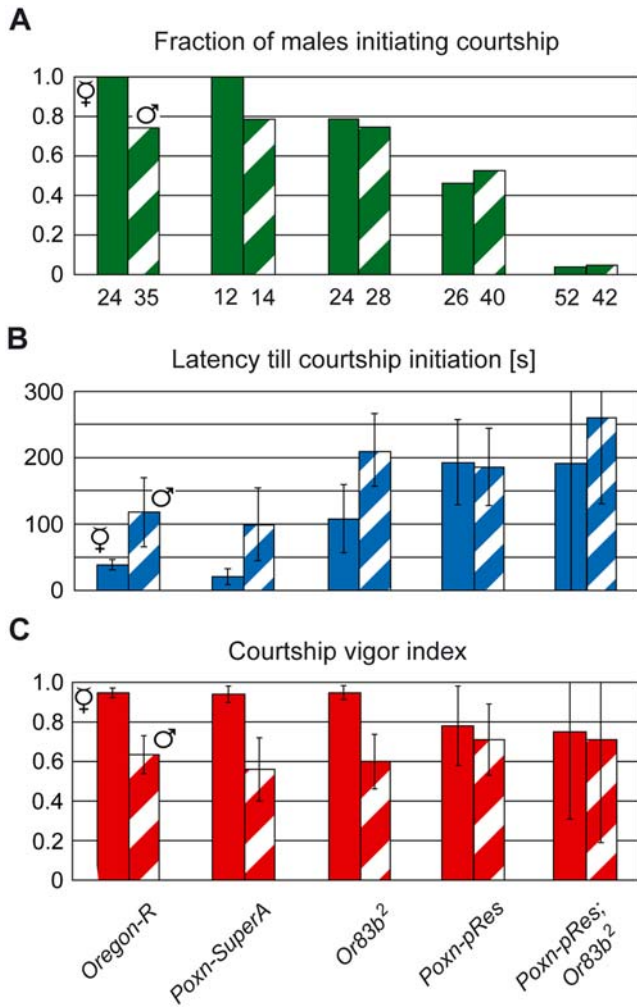 A
Fraction of males initiating courtship
1.0
0.8
0.6
0.4
0.2
0
☿ ♂
24 35 12 14 24 28 26 40 52 42
B
Latency till courtship initiation [s]
300
200
100
0
☿ ♂
C
Courtship vigor index
1.0
0.8
0.6
0.4
0.2
0
☿ ♂
Oregon-R
Poxn-SuperA
Or83b²
Poxn-pRes
Poxn-pRes;
Or83b²